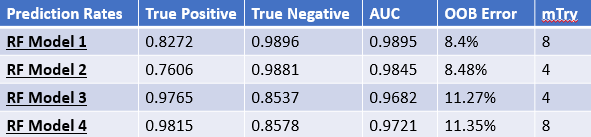 Prediction Rates True Positive True Negative AUC OOB Error mTry
RF Model 1 0.8272 0.9896 0.9895 8.4% 8
RF Model 2 0.7606 0.9881 0.9845 8.48% 4
RF Model 3 0.9765 0.8537 0.9682 11.27% 4
RF Model 4 0.9815 0.8578 0.9721 11.35% 8